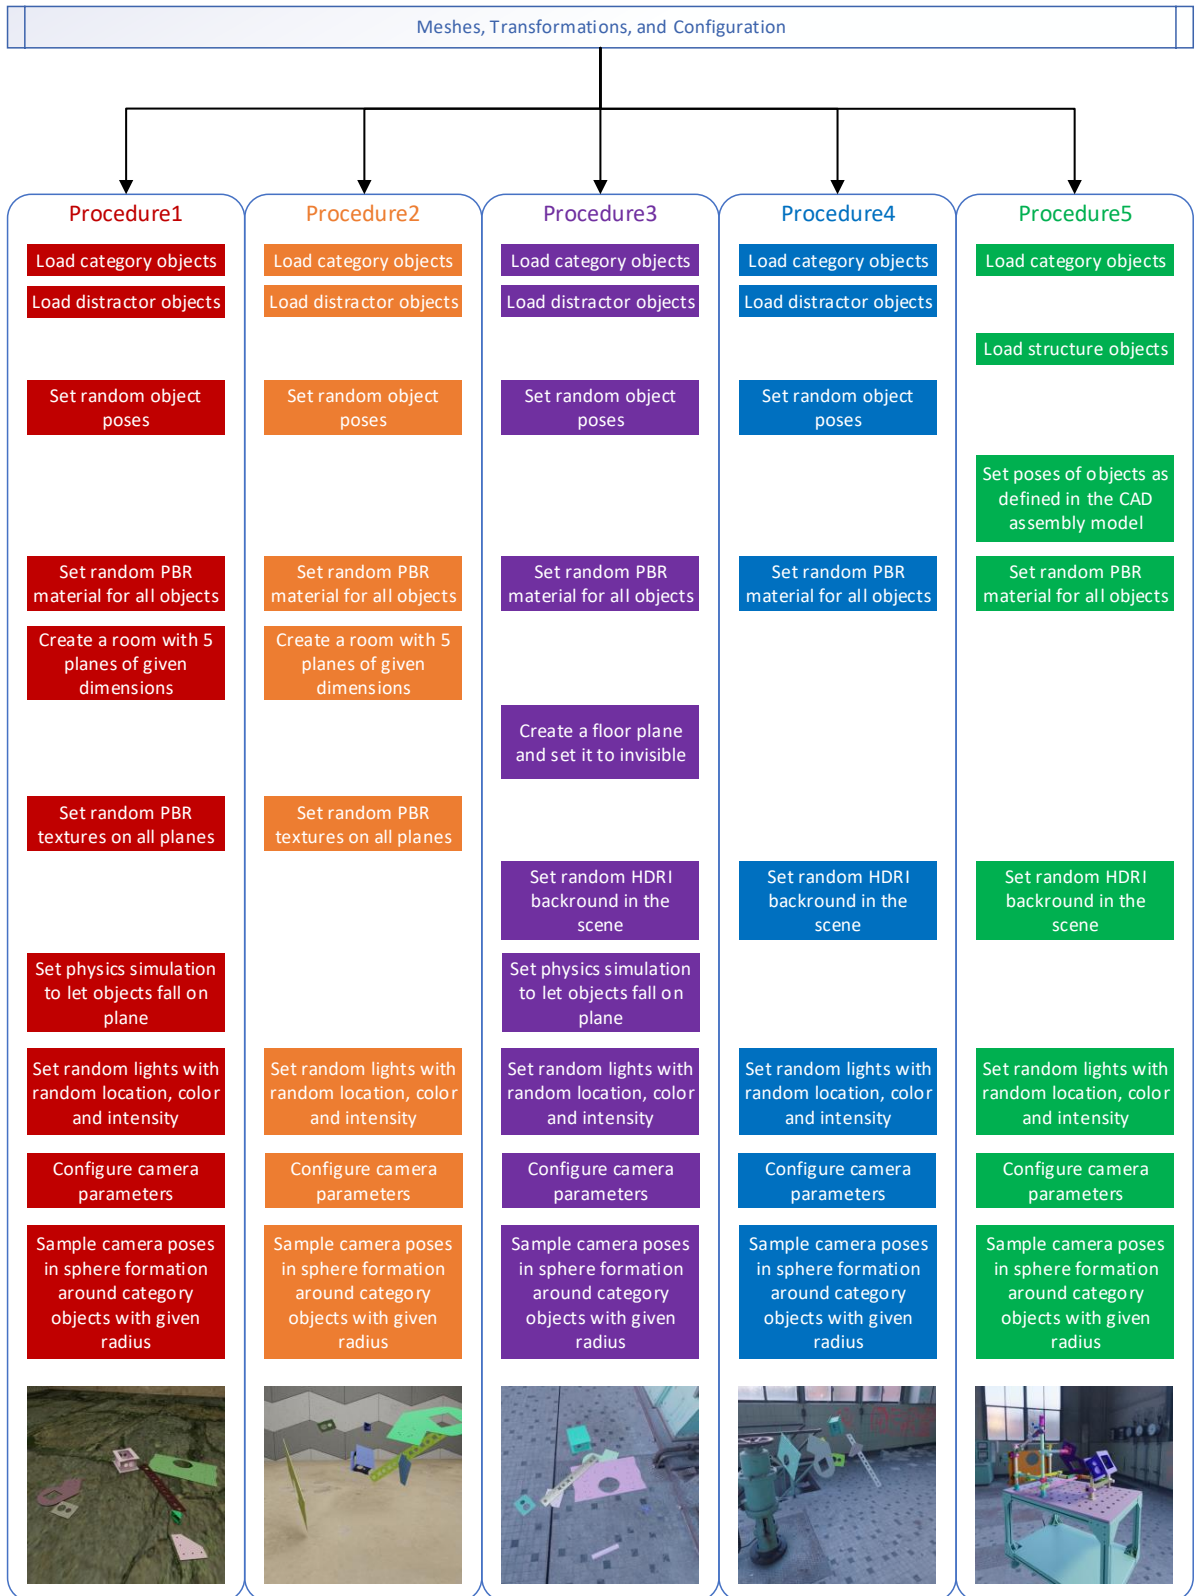 Meshes, Transformations, and Configuration
Procedure1
Load category objects
Load distractor objects
Set random object
poses
Set random PBR
material for all objects
Create a room with 5
planes of given
dimensions
Set random PBR
textures on all planes
Set physics simulation
to let objects fall on
plane
Set random lights with
random location, color
and intensity
Configure camera
parameters
Sample camera poses
in sphere formation
around category
objects with given
radius
Procedure2
Load category objects
Load distractor objects
Set random object
poses
Set random PBR
material for all objects
Create a room with 5
planes of given
dimensions
Set random PBR
textures on all planes
Set random lights with
random location, color
and intensity
Configure camera
parameters
Sample camera poses
in sphere formation
around category
objects with given
radius
Procedure3
Load category objects
Load distractor objects
Set random object
poses
Set random PBR
material for all objects
Create a floor plane
and set it to invisible
Set random HDRI
backround in the
scene
Set physics simulation
to let objects fall on
plane
Set random lights with
random location, color
and intensity
Configure camera
parameters
Sample camera poses
in sphere formation
around category
objects with given
radius
Procedure4
Load category objects
Load distractor objects
Set random object
poses
Set random PBR
material for all objects
Set random HDRI
backround in the
scene
Set random lights with
random location, color
and intensity
Configure camera
parameters
Sample camera poses
in sphere formation
around category
objects with given
radius
Procedure5
Load category objects
Load structure objects
Set poses of objects as
defined in the CAD
assembly model
Set random PBR
material for all objects
Set random HDRI
backround in the
scene
Set random lights with
random location, color
and intensity
Configure camera
parameters
Sample camera poses
in sphere formation
around category
objects with given
radius